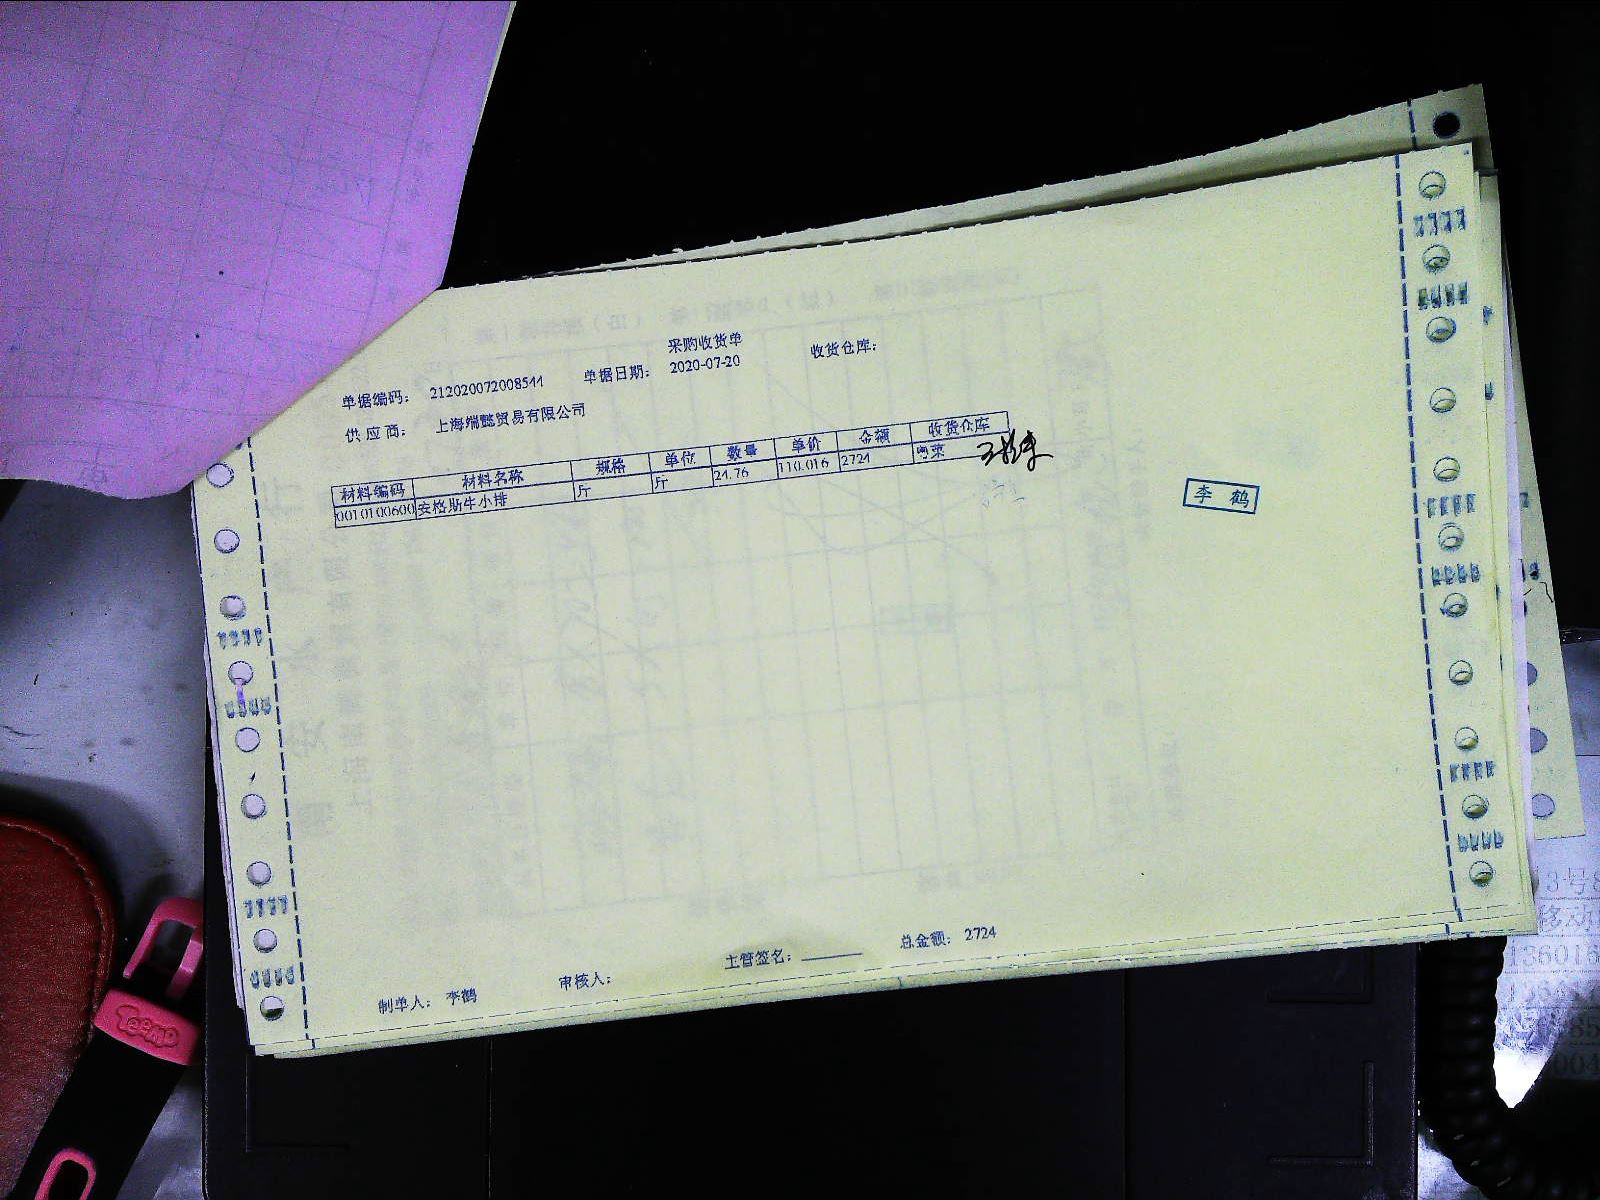 采购收货单
单据编码： 212020072008544 单据日期： 2020-07-20 收货仓库：
供应商： 上海端懿贸易有限公司
材料编码 材料名称 规格 单位 数量 单价 金额 收货仓库
0010100600 安格斯牛小排 斤 斤 24.76 110.016 2724 粤菜
李鹤
制单人： 李鹤 审核人： 主管签名： 总金额： 2724